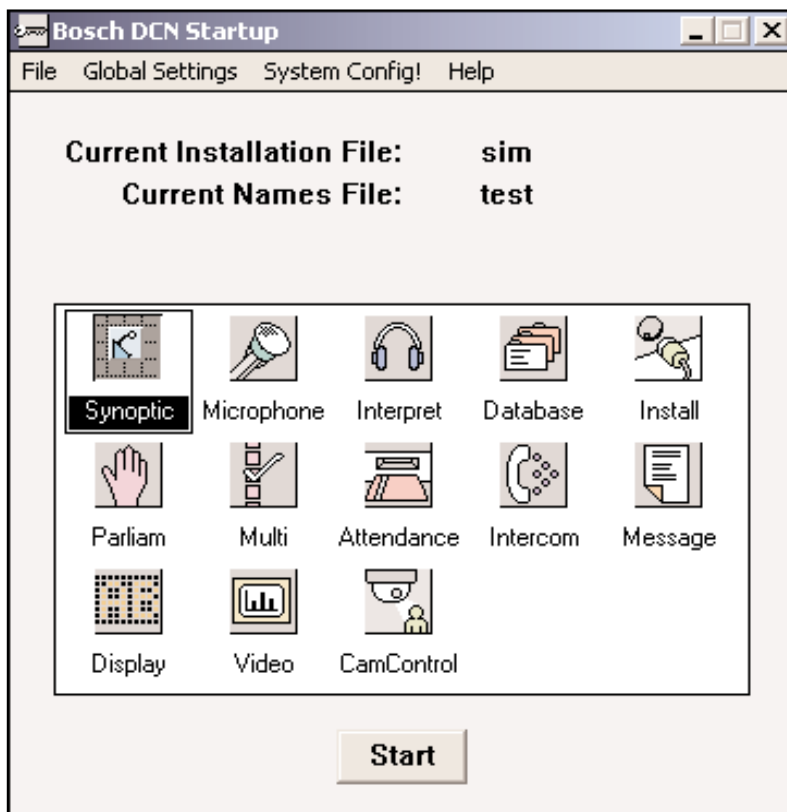 Bosch DCN Startup
File Global Settings System Config! Help
Current Installation File: sim
Current Names File: test
Synoptic Microphone Interpret Database Install
Parliam Multi Attendance Intercom Message
Display Video CamControl
Start